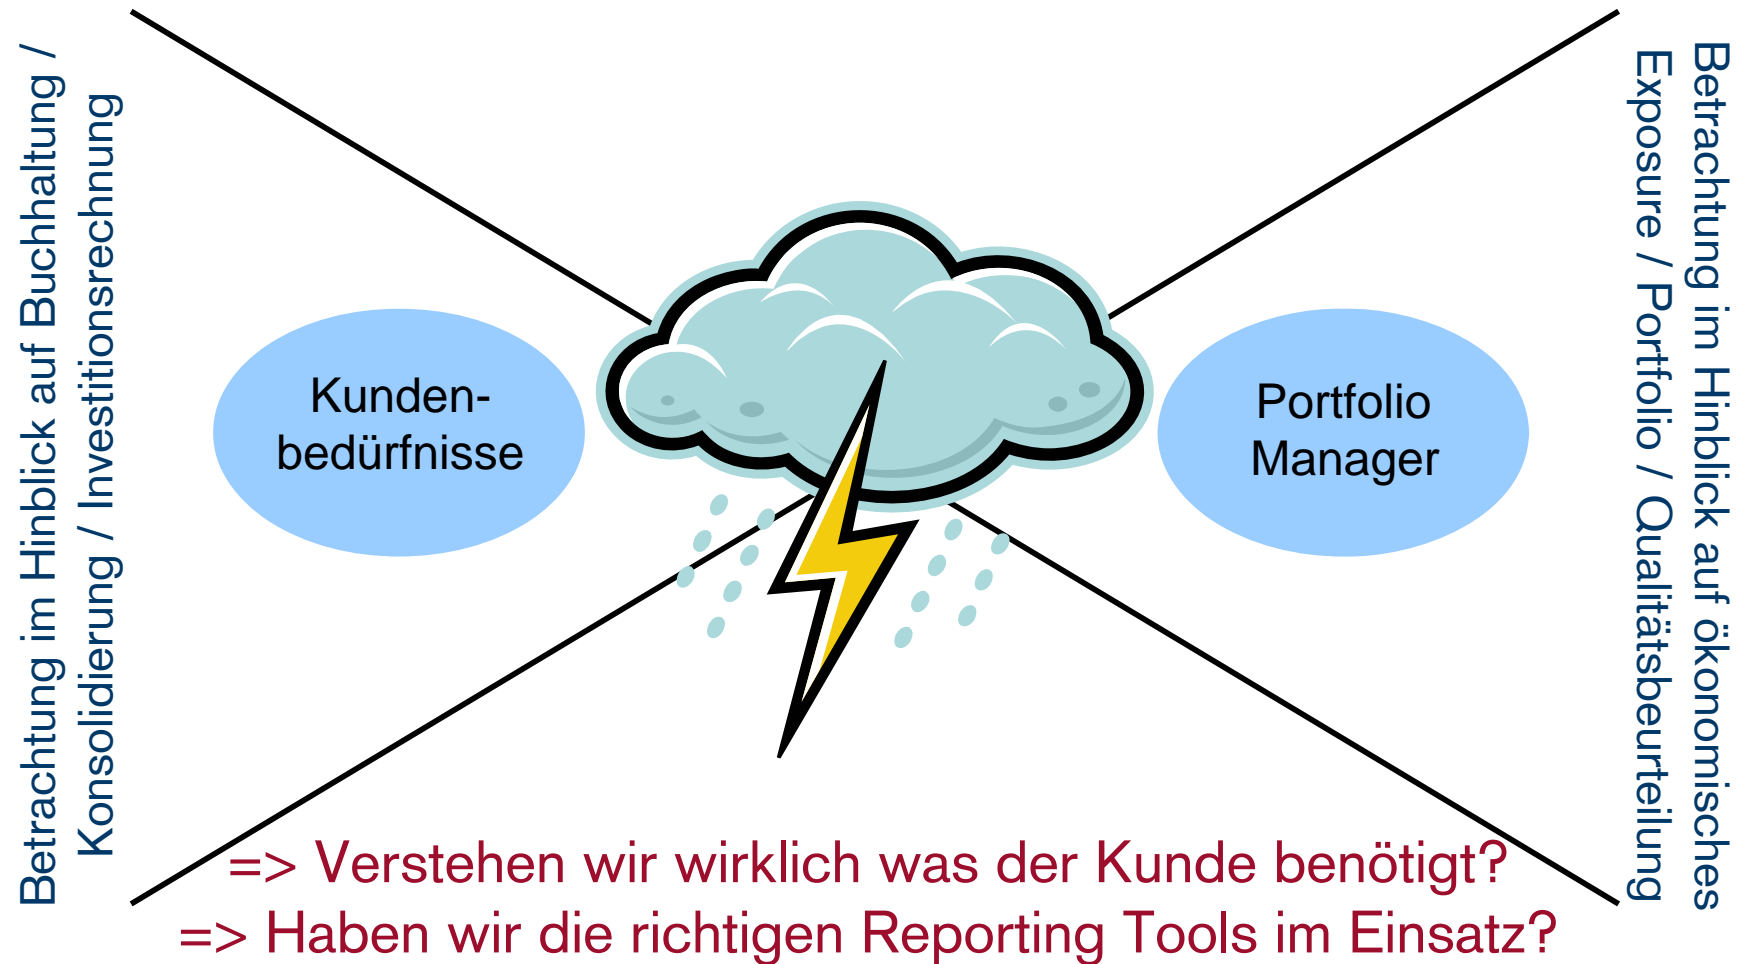 Betrachtung im Hinblick auf Buchhaltung /
Konsolidierung / Investitionsrechnung
Kunden-
bedürfnisse
Portfolio
Manager
Betrachtung im Hinblick auf ökonomisches
Exposure / Portfolio / Qualitätsbeurteilung
=> Verstehen wir wirklich was der Kunde benötigt?
=> Haben wir die richtigen Reporting Tools im Einsatz?